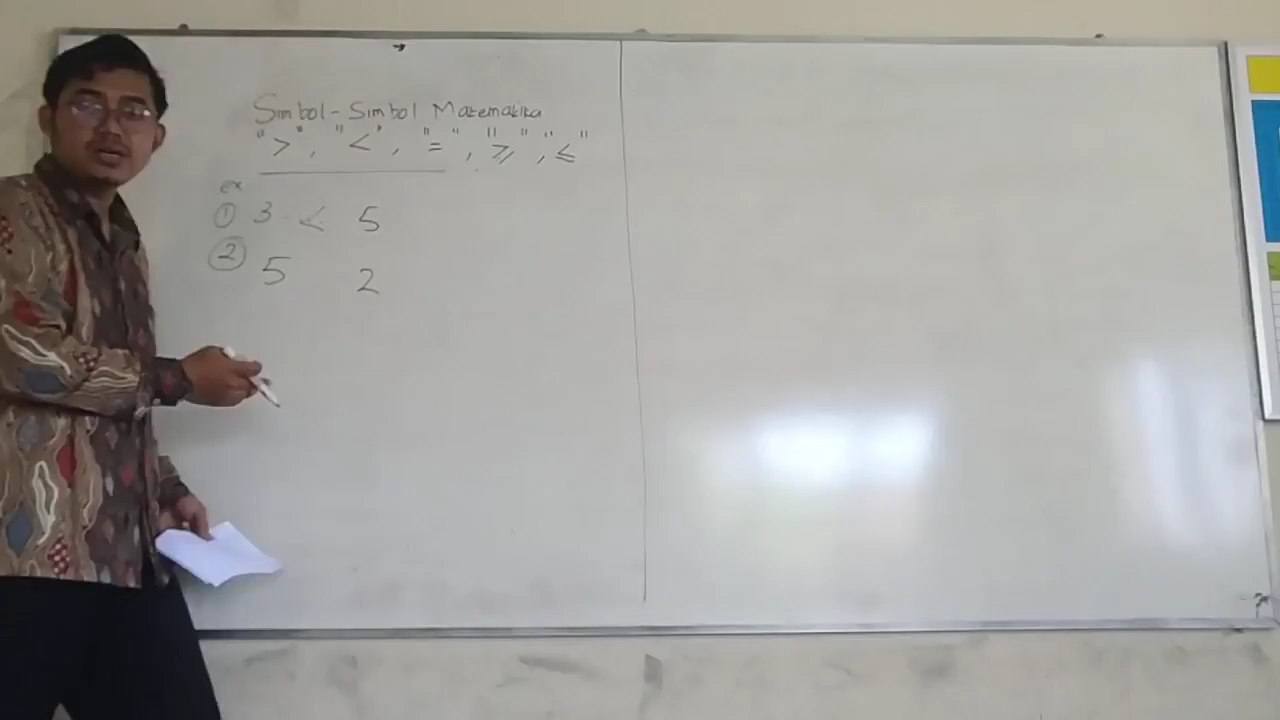 Simbol - Simbol Matematika
">", "<", "=", "≥", "≤"
ex
① 3 < 5
② 5 2